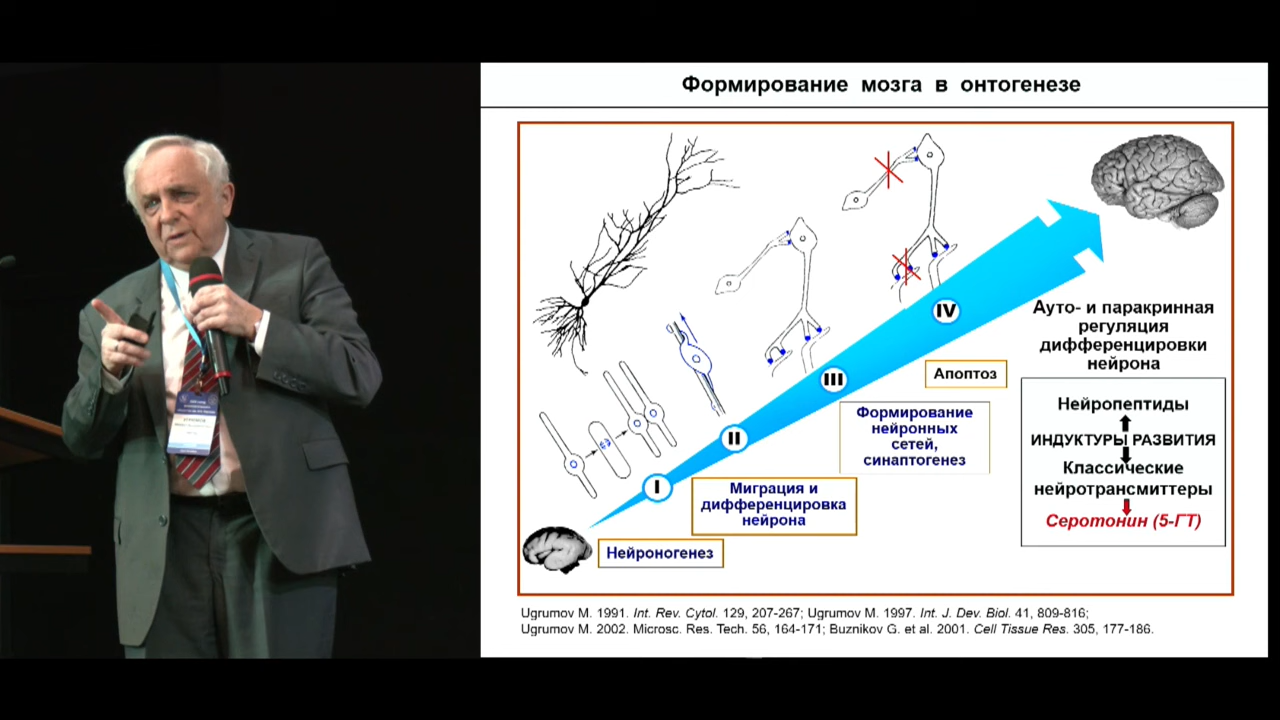 Формирование мозга в онтогенезе
IV
III
II
I
Апоптоз
Формирование
нейронных
сетей,
синаптогенез
Миграция и
дифференцировка
нейрона
Нейроногенез
Ауто- и паракринная
регуляция
дифференцировки
нейрона
Нейропептиды
ИНДУКТУРЫ РАЗВИТИЯ
Классические
нейротрансмиттеры
Серотонин (5-ГТ)
Ugrumov M. 1991. Int. Rev. Cytol. 129, 207-267; Ugrumov M. 1997. Int. J. Dev. Biol. 41, 809-816;
Ugrumov M. 2002. Microsc. Res. Tech. 56, 164-171; Buznikov G. et al. 2001. Cell Tissue Res. 305, 177-186.